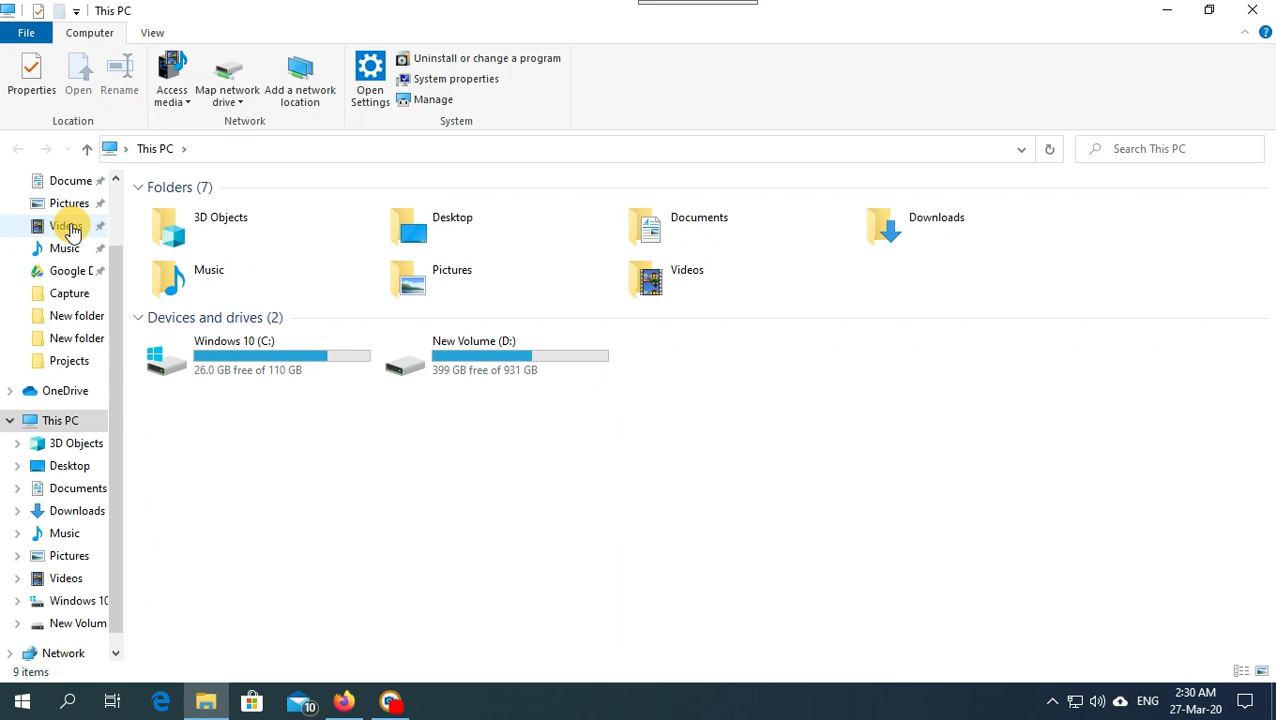 This PC
File Computer View
Properties Open Rename Access media Map network drive Add a network location Open Settings Uninstall or change a program
System properties
Manage
Location Network System
This PC
Search This PC
Docume
Pictures
Videos
Music
Google D
Capture
New folder
New folder
Projects
OneDrive
This PC
3D Objects
Desktop
Documents
Downloads
Music
Pictures
Videos
Windows 10
New Volum
Network
Folders (7)
3D Objects Desktop Documents Downloads
Music Pictures Videos
Devices and drives (2)
Windows 10 (C:) New Volume (D:)
26.0 GB free of 110 GB 399 GB free of 931 GB
9 items
10
ENG
2:30 AM
27-Mar-20